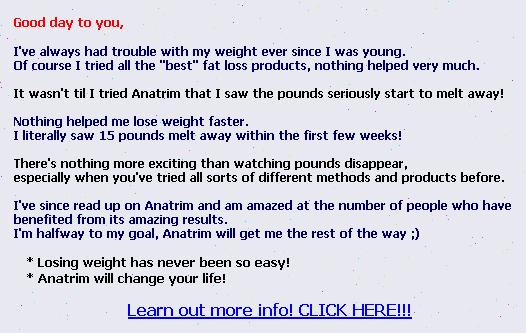 Good day to you,
I've always had trouble with my weight ever since I was young.
Of course I tried all the "best" fat loss products, nothing helped very much.
It wasn't til I tried Anatrim that I saw the pounds seriously start to melt away!
Nothing helped me lose weight faster.
I literally saw 15 pounds melt away within the first few weeks!
There's nothing more exciting than watching pounds disappear,
especially when you've tried all sorts of different methods and products before.
I've since read up on Anatrim and am amazed at the number of people who have
benefited from its amazing results.
I'm halfway to my goal, Anatrim will get me the rest of the way ;)
* Losing weight has never been so easy!
* Anatrim will change your life!
Learn out more info! CLICK HERE!!!